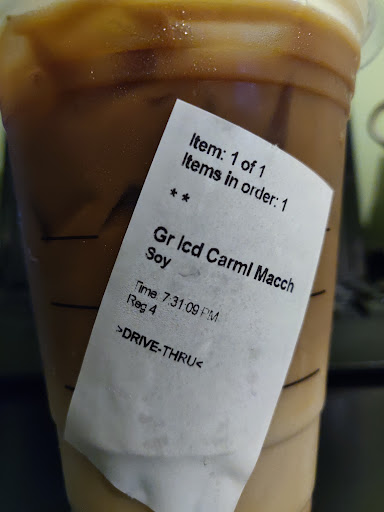 Item: 1 of 1
Items in order: 1
* *
Gr Icd Carml Macch
Soy
Time: 7:31:09 PM
Reg 4
>DRIVE-THRU<